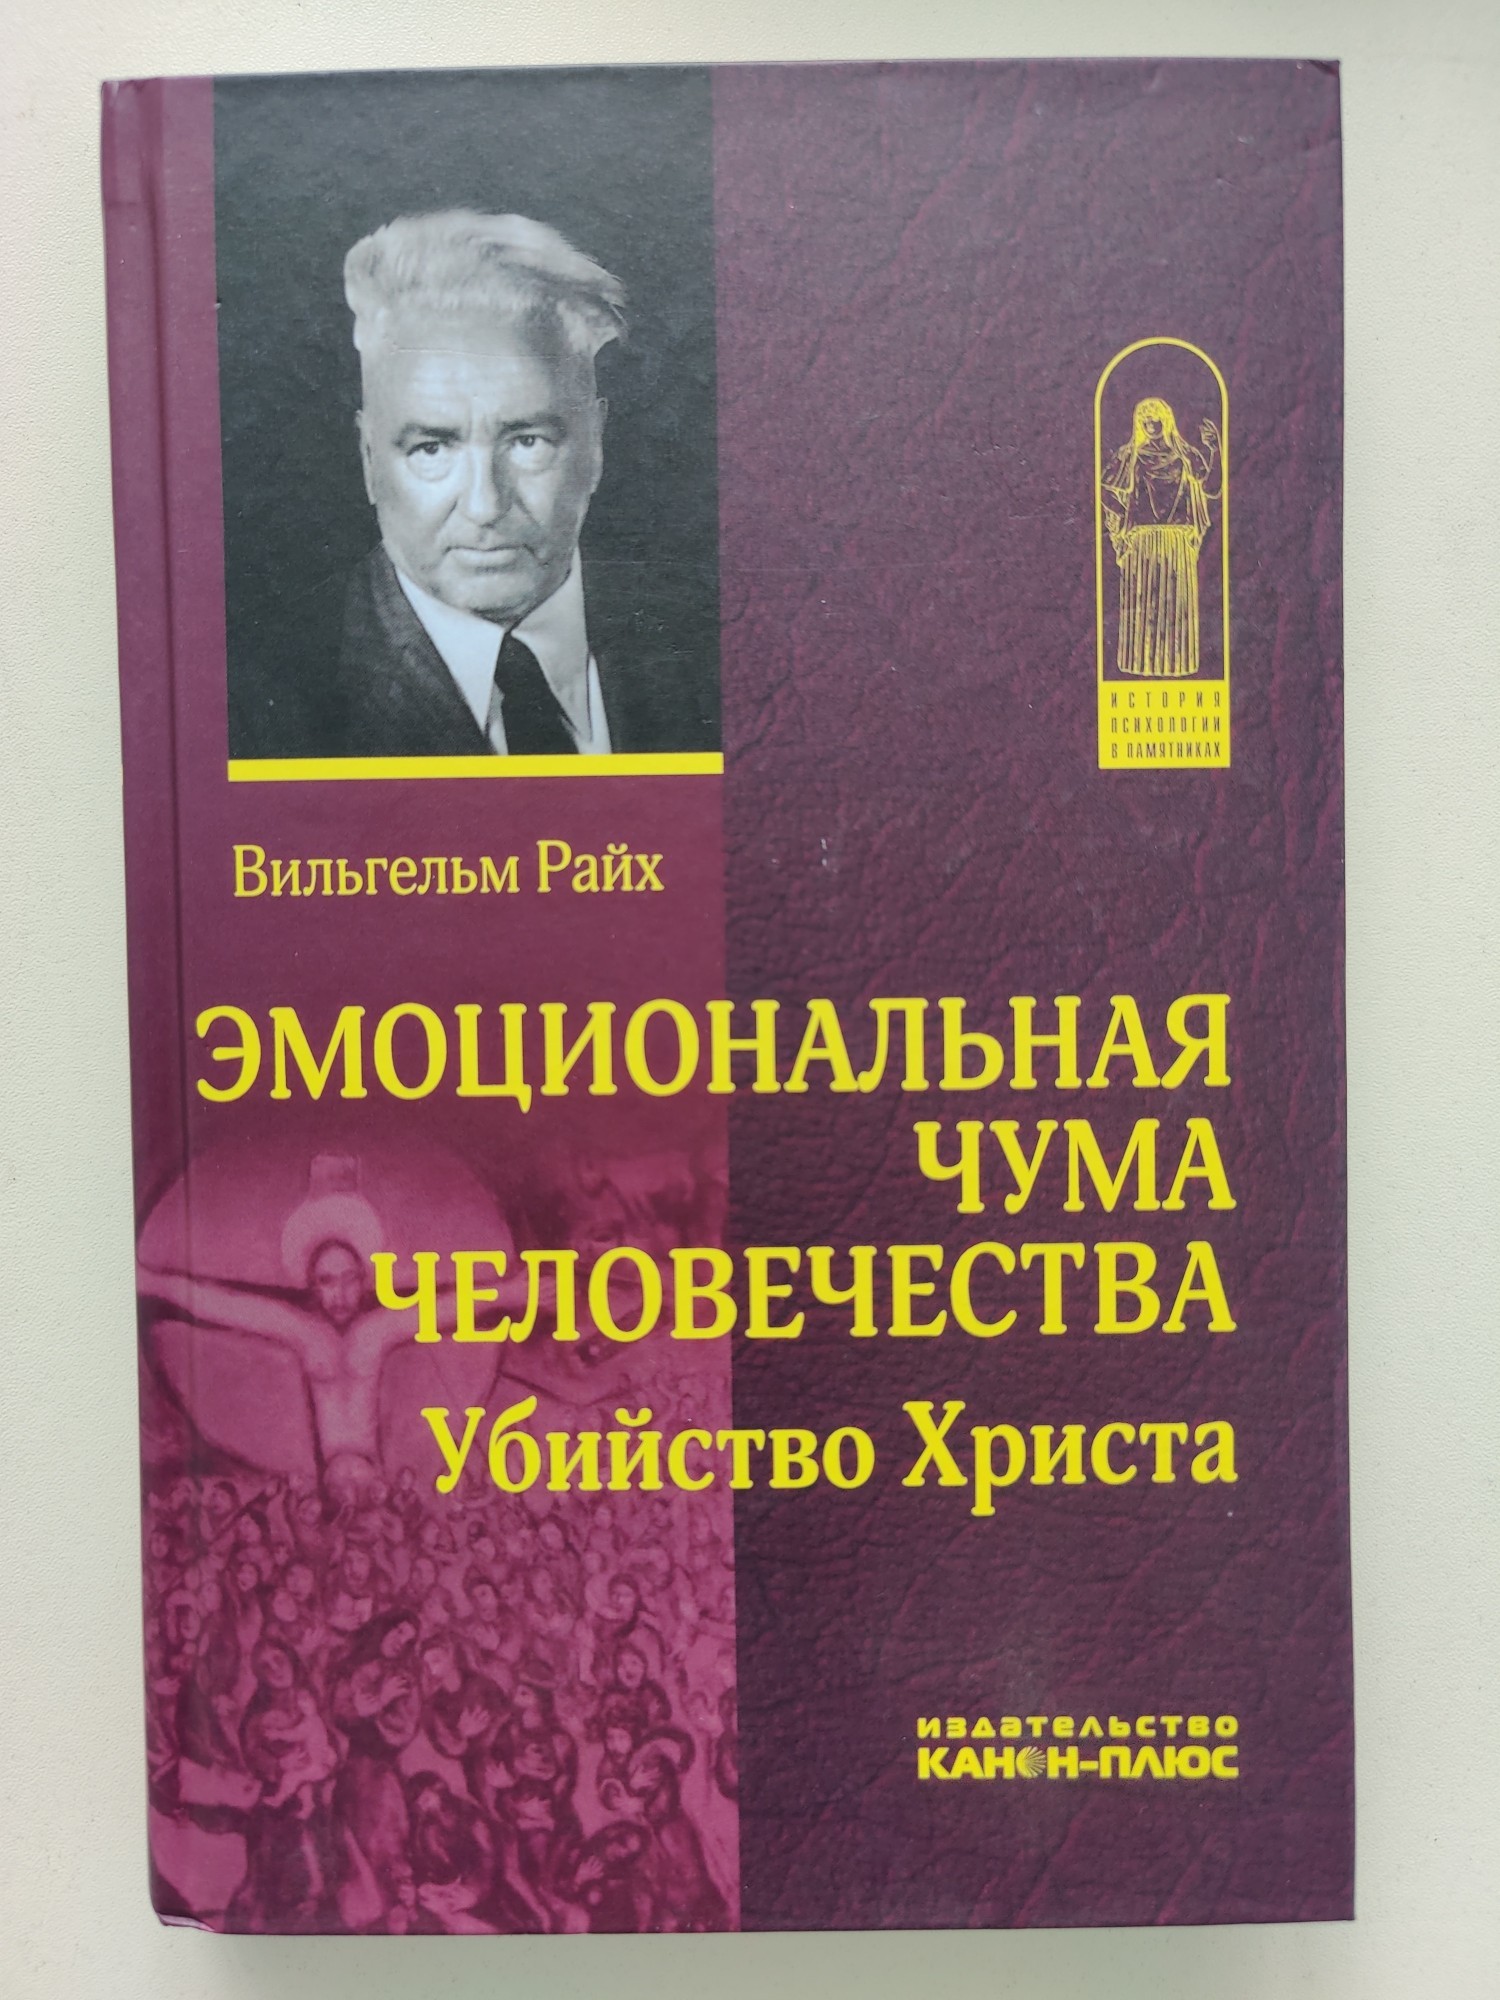 ИСТОРИЯ
ПСИХОЛОГИИ
В ПАМЯТНИКАХ
Вильгельм Райх
ЭМОЦИОНАЛЬНАЯ
ЧУМА
ЧЕЛОВЕЧЕСТВА
Убийство Христа
ИЗДАТЕЛЬСТВО
КАНОН-ПЛЮС